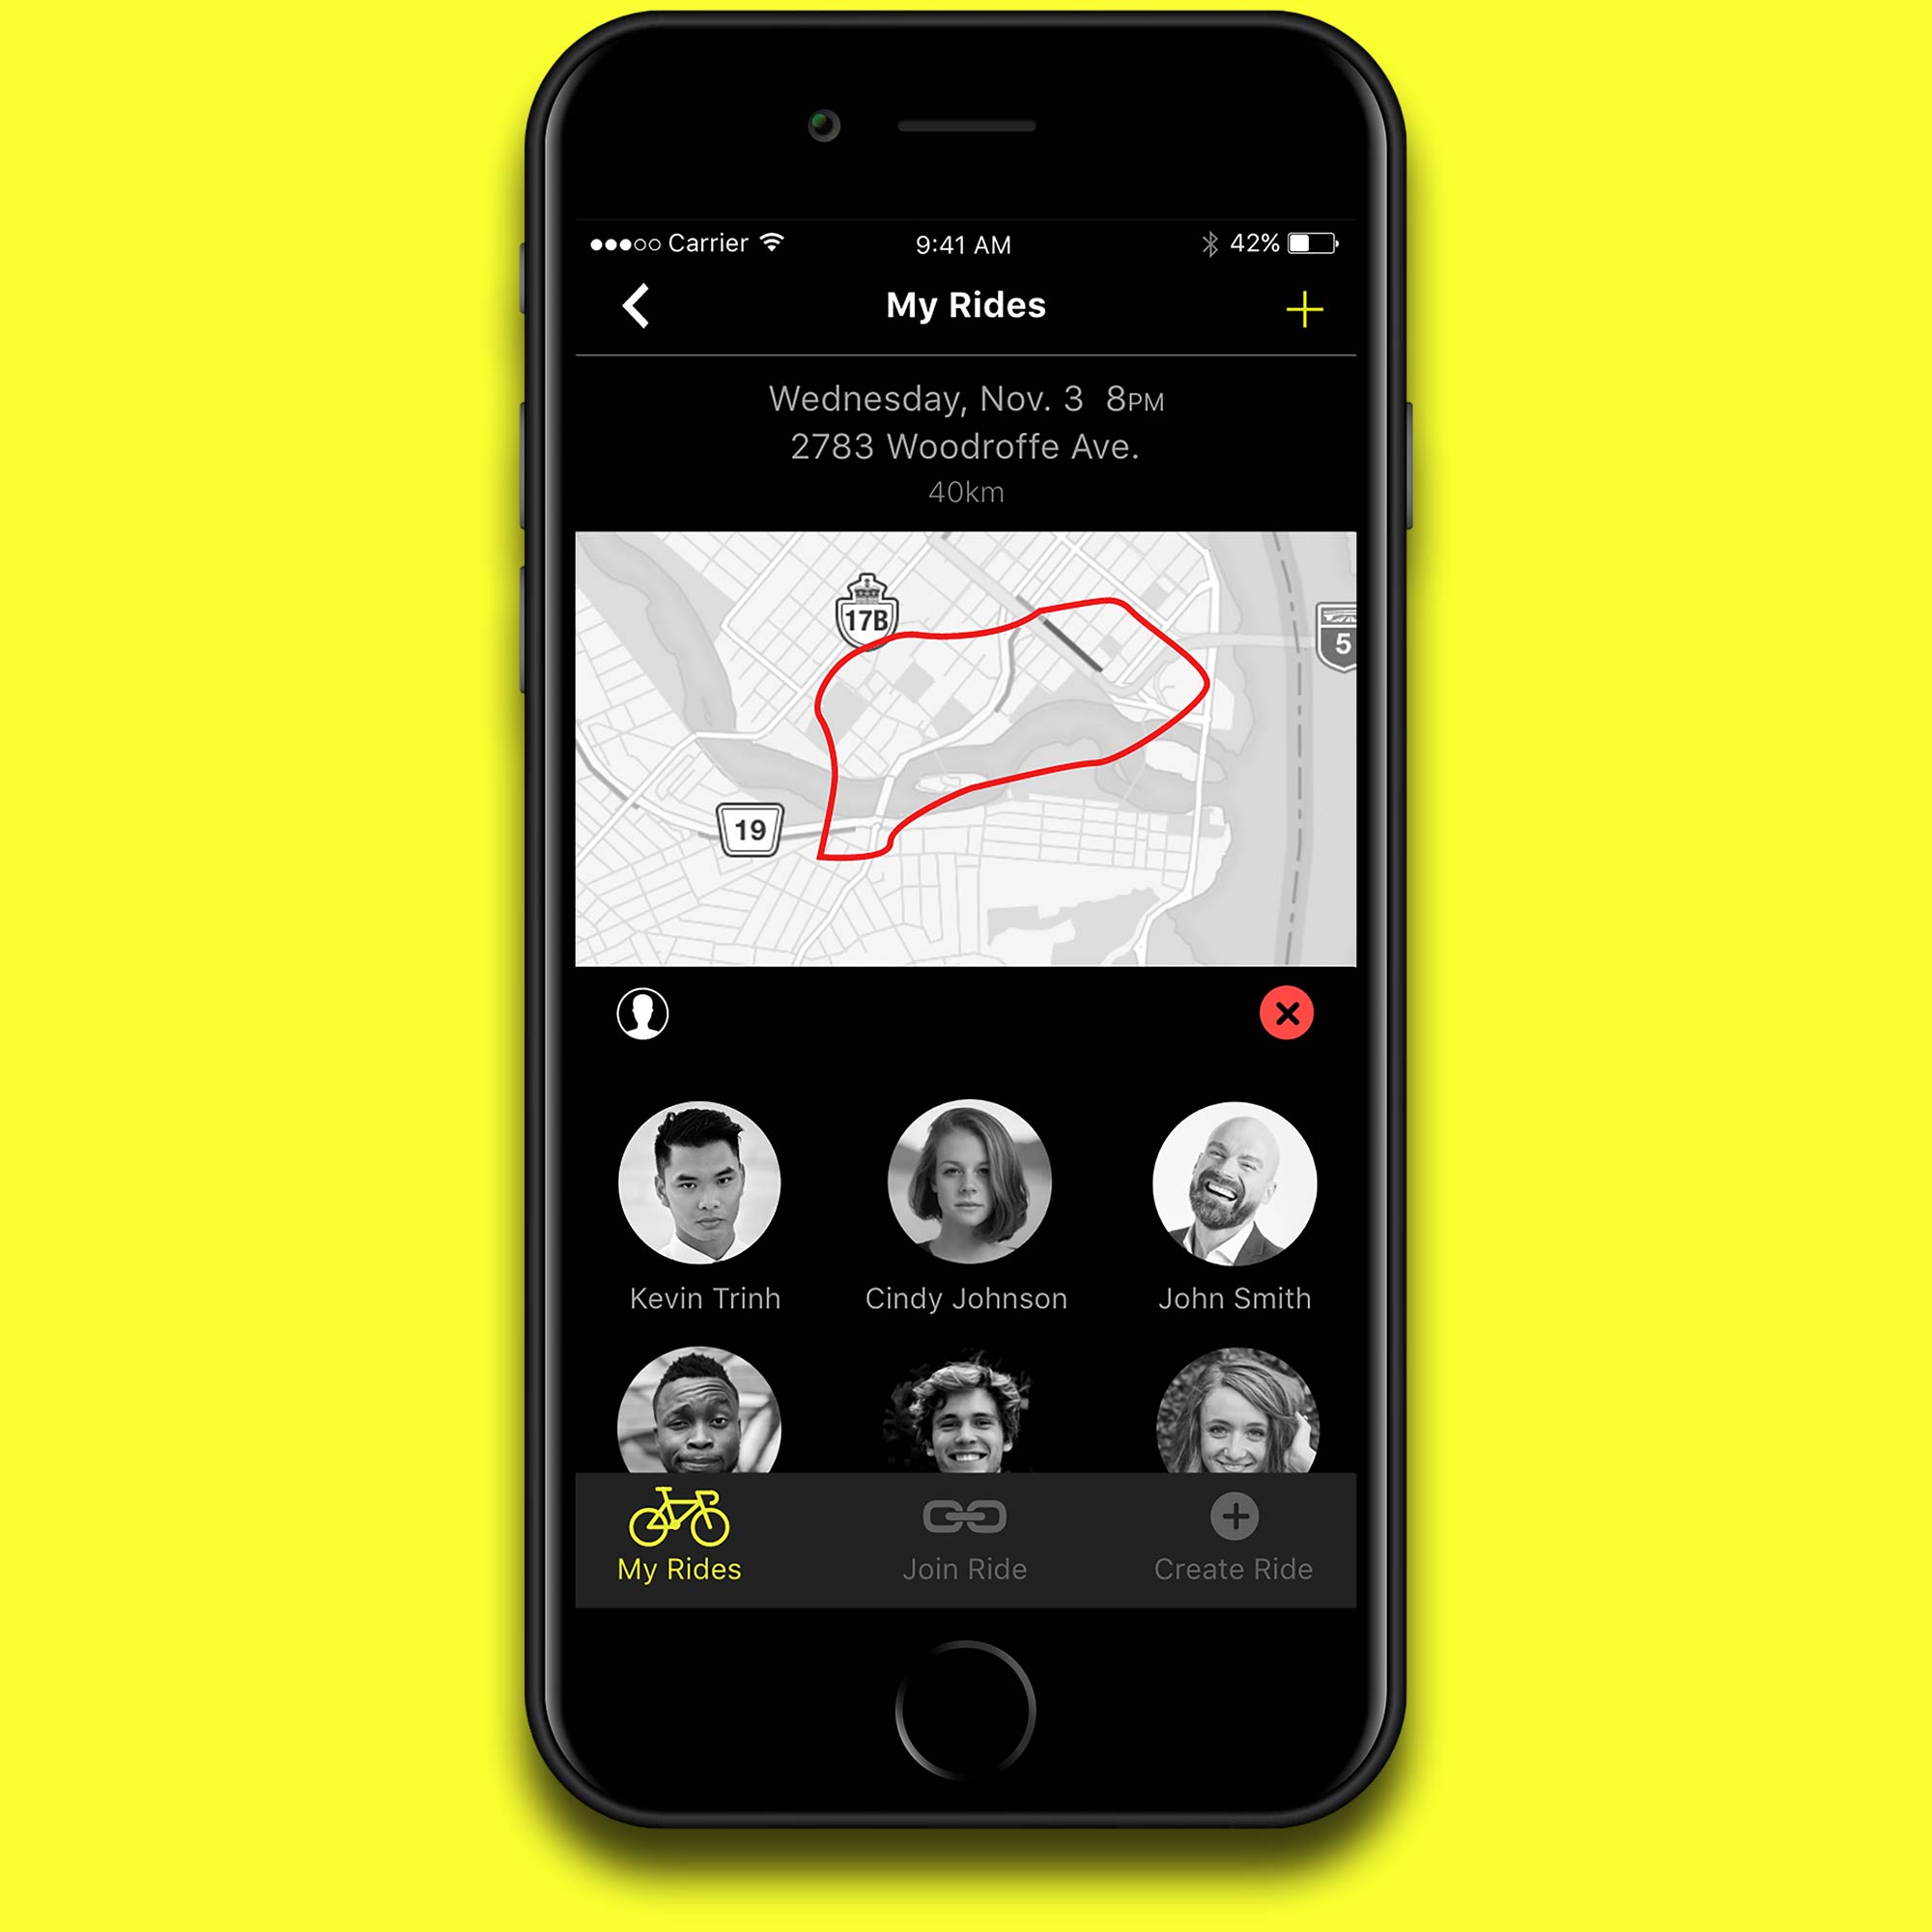 Carrier 9:41 AM 42%
My Rides
Wednesday, Nov. 3 8PM
2783 Woodroffe Ave.
40km
17B
5
19
Kevin Trinh Cindy Johnson John Smith
My Rides Join Ride Create Ride